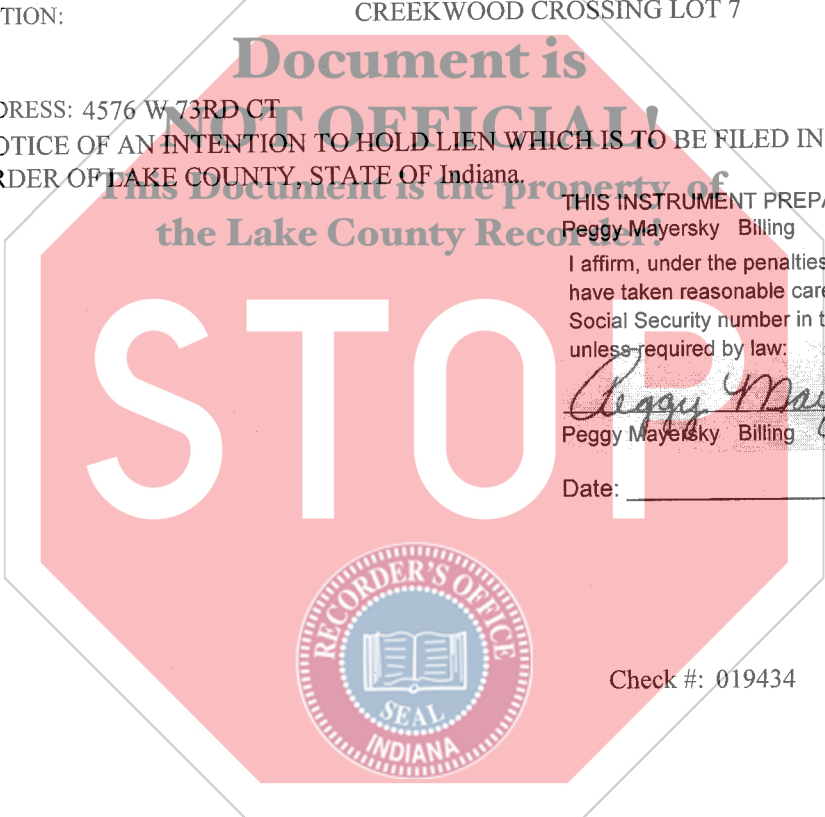 TION: CREEKWOOD CROSSING LOT 7
Document is
DRESS: 4576 W 73RD CT
NOT OFFICIAL!
OTICE OF AN INTENTION TO HOLD LIEN WHICH IS TO BE FILED IN
RDER OF LAKE COUNTY, STATE OF Indiana.
This Document is the property of
THIS INSTRUMENT PREPA
the Lake County Recorder!
Peggy Mayersky Billing
I affirm, under the penalties
have taken reasonable care
Social Security number in t
unless required by law:
STOP
Peggy May
Peggy Mayersky Billing
Date:
RECORDER'S OFFICE
SEAL
INDIANA
Check #: 019434